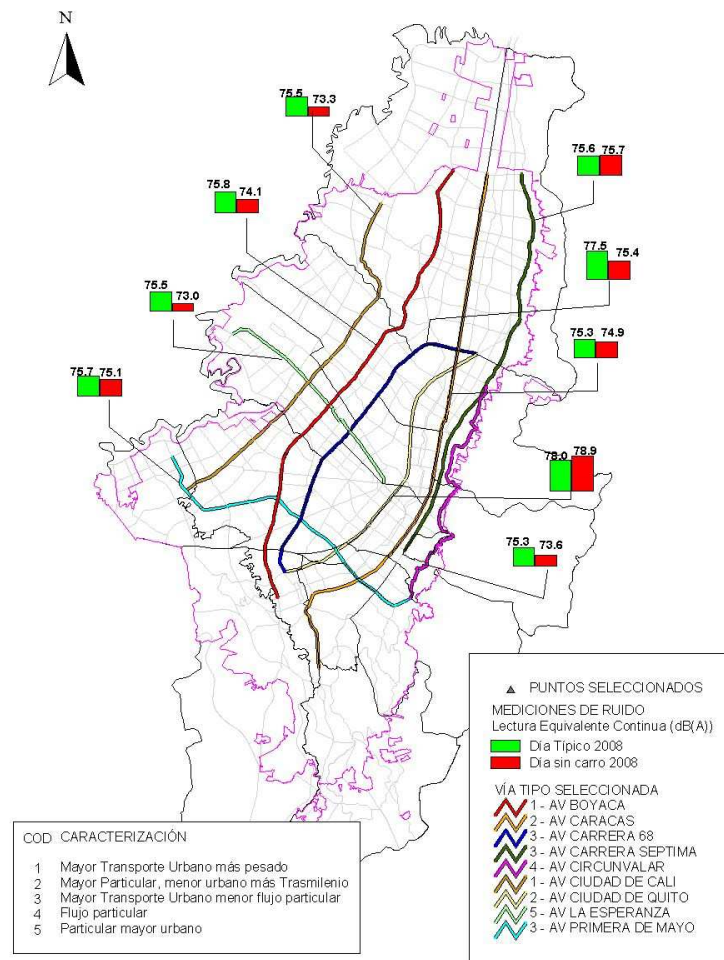 N
75.5 73.3
75.6 75.7
75.8 74.1
77.5 75.4
75.5 73.0
75.3 74.9
75.7 75.1
78.0 78.9
75.3 73.6
PUNTOS SELECCIONADOS
MEDICIONES DE RUIDO
Lectura Equivalente Continua (dB(A))
Día Típico 2008
Día sin carro 2008
VÍA TIPO SELECCIONADA
1 - AV BOYACA
2 - AV CARACAS
3 - AV CARRERA 68
3 - AV CARRERA SEPTIMA
4 - AV CIRCUNVALAR
1 - AV CIUDAD DE CALI
2 - AV CIUDAD DE QUITO
5 - AV LA ESPERANZA
3 - AV PRIMERA DE MAYO
COD CARACTERIZACIÓN
1 Mayor Transporte Urbano más pesado
2 Mayor Particular, menor urbano más Trasmilenio
3 Mayor Transporte Urbano menor flujo particular
4 Flujo particular
5 Particular mayor urbano